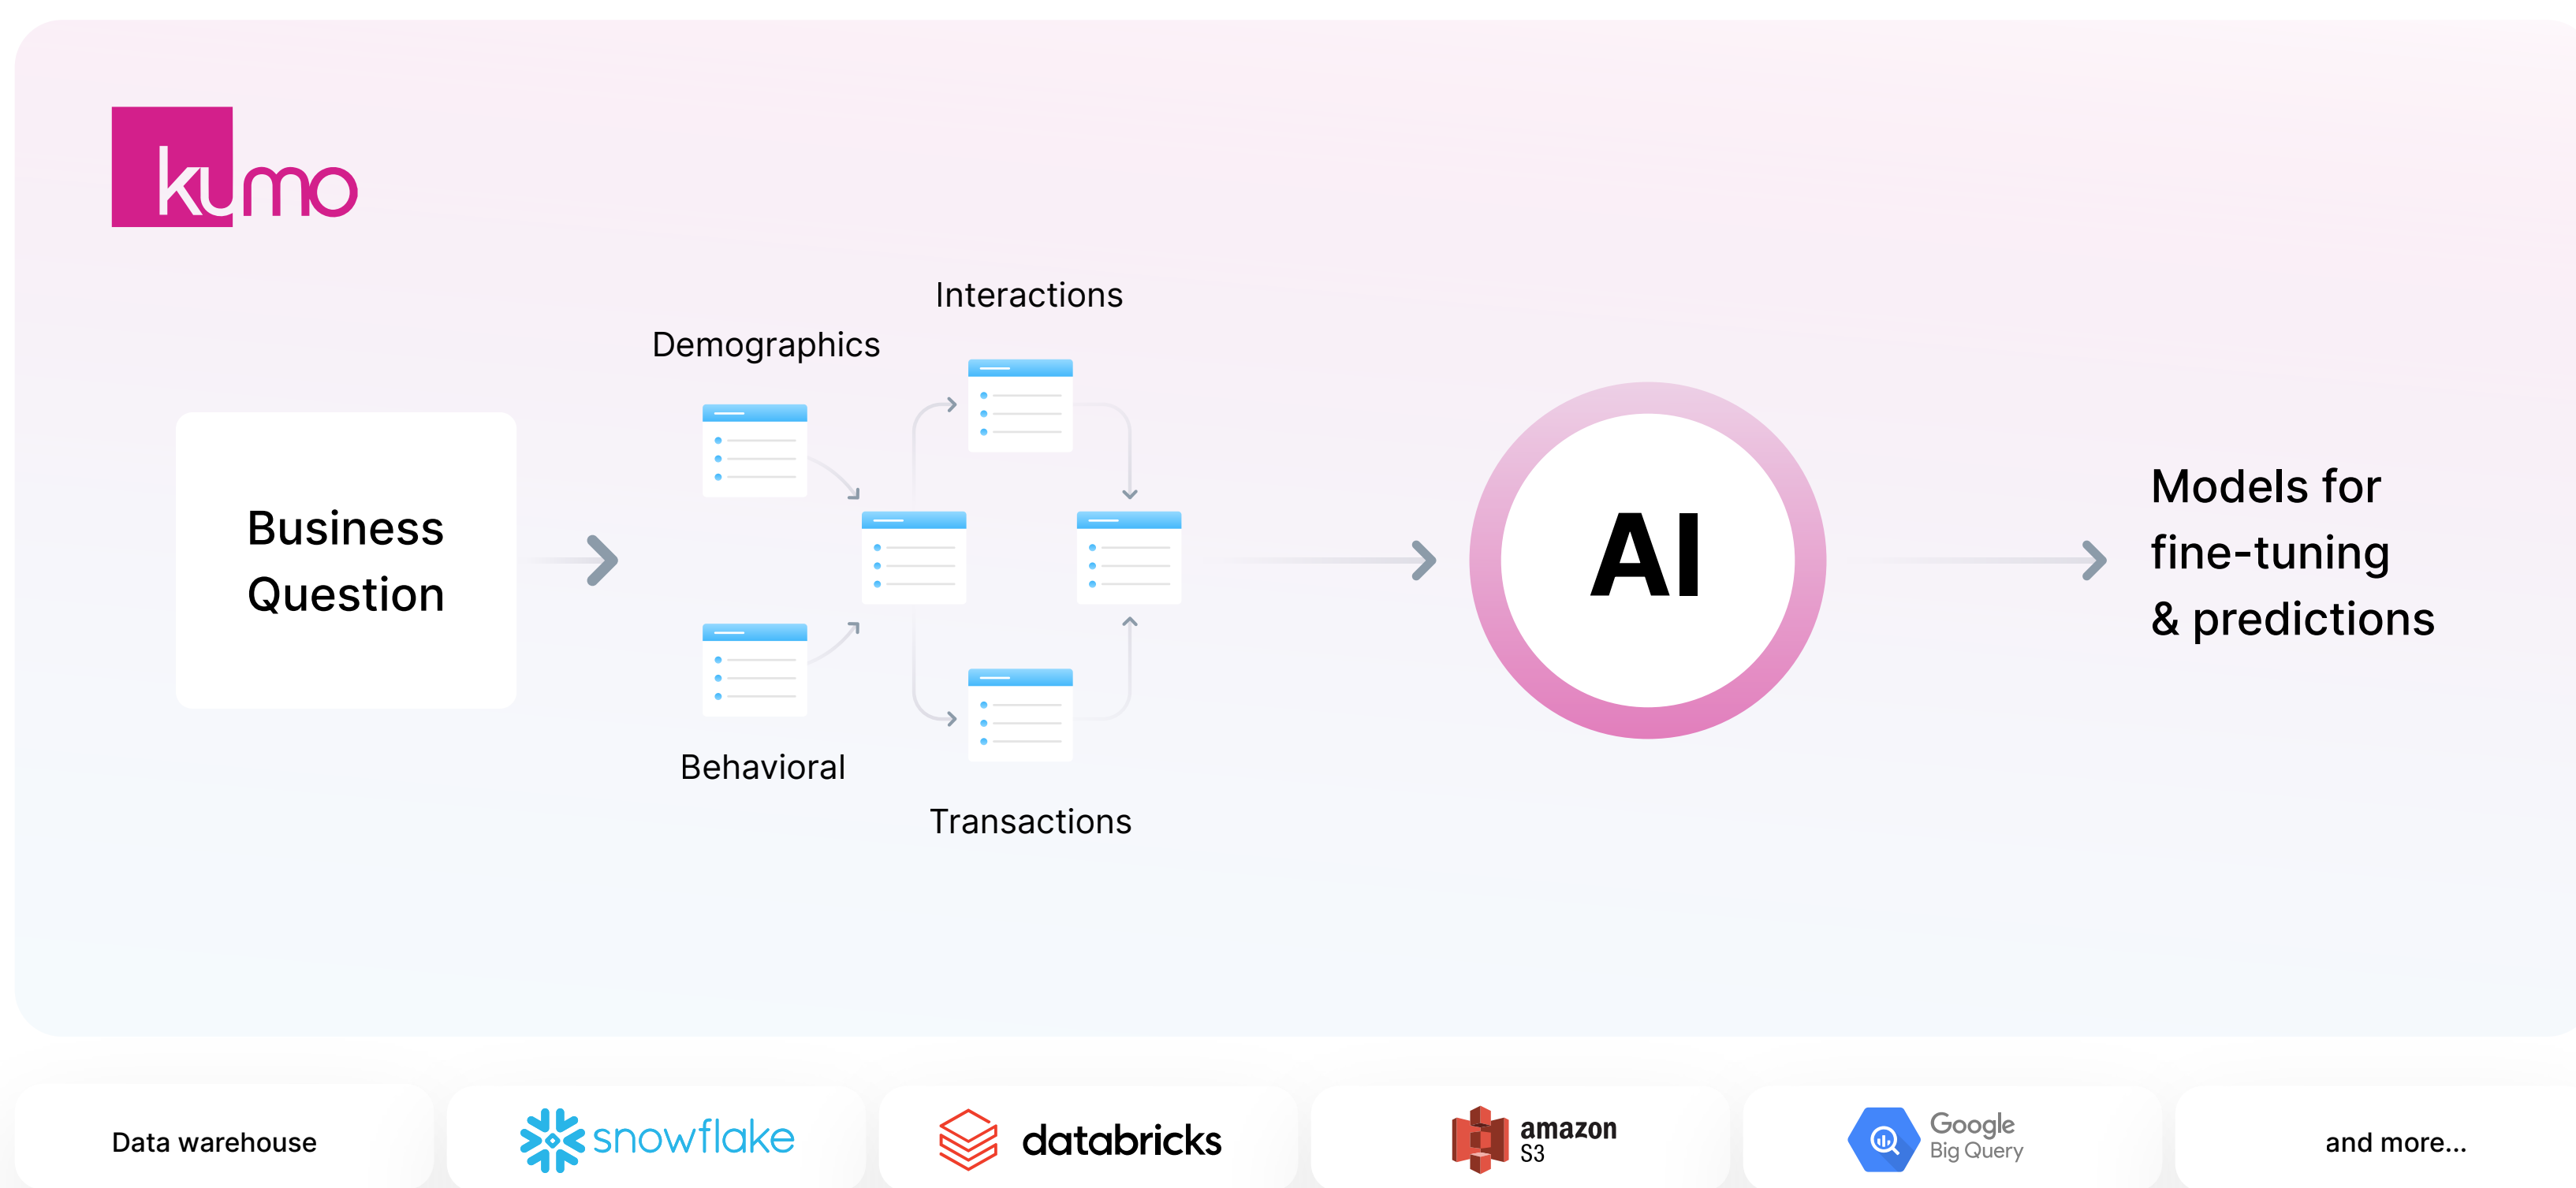 kumo
Interactions
Demographics
Business
Question
Behavioral
Transactions
AI
Models for
fine-tuning
& predictions
Data warehouse
snowflake
databricks
amazon
S3
Google
Big Query
and more...